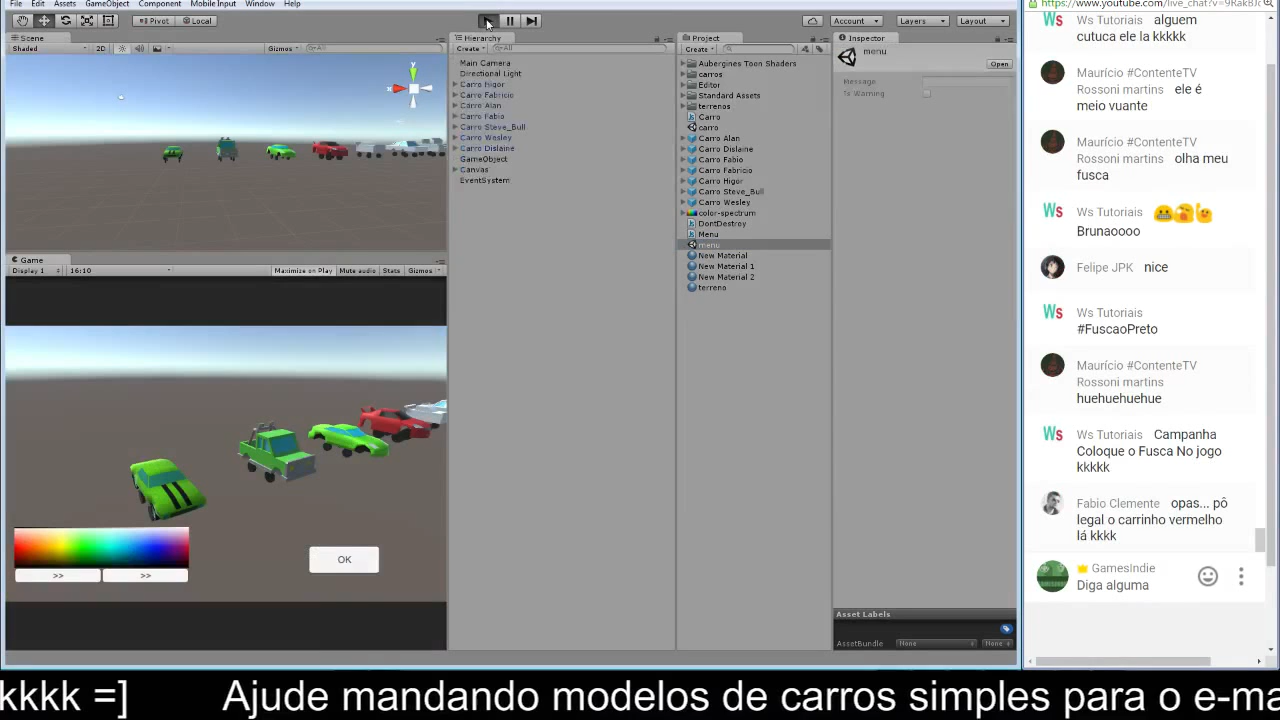 File Edit Assets GameObject Component Mobile Input Window Help
Pivot Local Account Layers Layout
Scene
Shaded 2D Gizmos All
Game
Display 1 16:10 Maximize on Play Mute audio Stats Gizmos
>> >> OK
Hierarchy
Create All
Main Camera
Directional Light
Carro Higor
Carro Fabricio
Carro Alan
Carro Fabio
Carro Steve_Bull
Carro Wesley
Carro Dislaine
GameObject
Canvas
EventSystem
Project
Create
Aubergines Toon Shaders
carros
Editor
Standard Assets
terrenos
Carro
carro
Carro Alan
Carro Dislaine
Carro Fabio
Carro Fabricio
Carro Higor
Carro Steve_Bull
Carro Wesley
color-spectrum
DontDestroy
Menu
menu
New Material
New Material 1
New Material 2
terreno
Inspector
menu
Open
Message
Is Warning
Asset Labels
AssetBundle None None
Ws Tutoriais alguem
cutuca ele la kkkkk
Maurício #ContenteTV
Rossoni martins ele é
meio vuante
Maurício #ContenteTV
Rossoni martins olha meu
fusca
Ws Tutoriais
Brunaoooo
Felipe JPK nice
Ws Tutoriais
#FuscaoPreto
Maurício #ContenteTV
Rossoni martins
huehuehuehue
Ws Tutoriais Campanha
Coloque o Fusca No jogo
kkkkk
Fabio Clemente opas... pô
legal o carrinho vermelho
lá kkkk
GamesIndie
Diga alguma
kkkk =] Ajude mandando modelos de carros simples para o e-ma